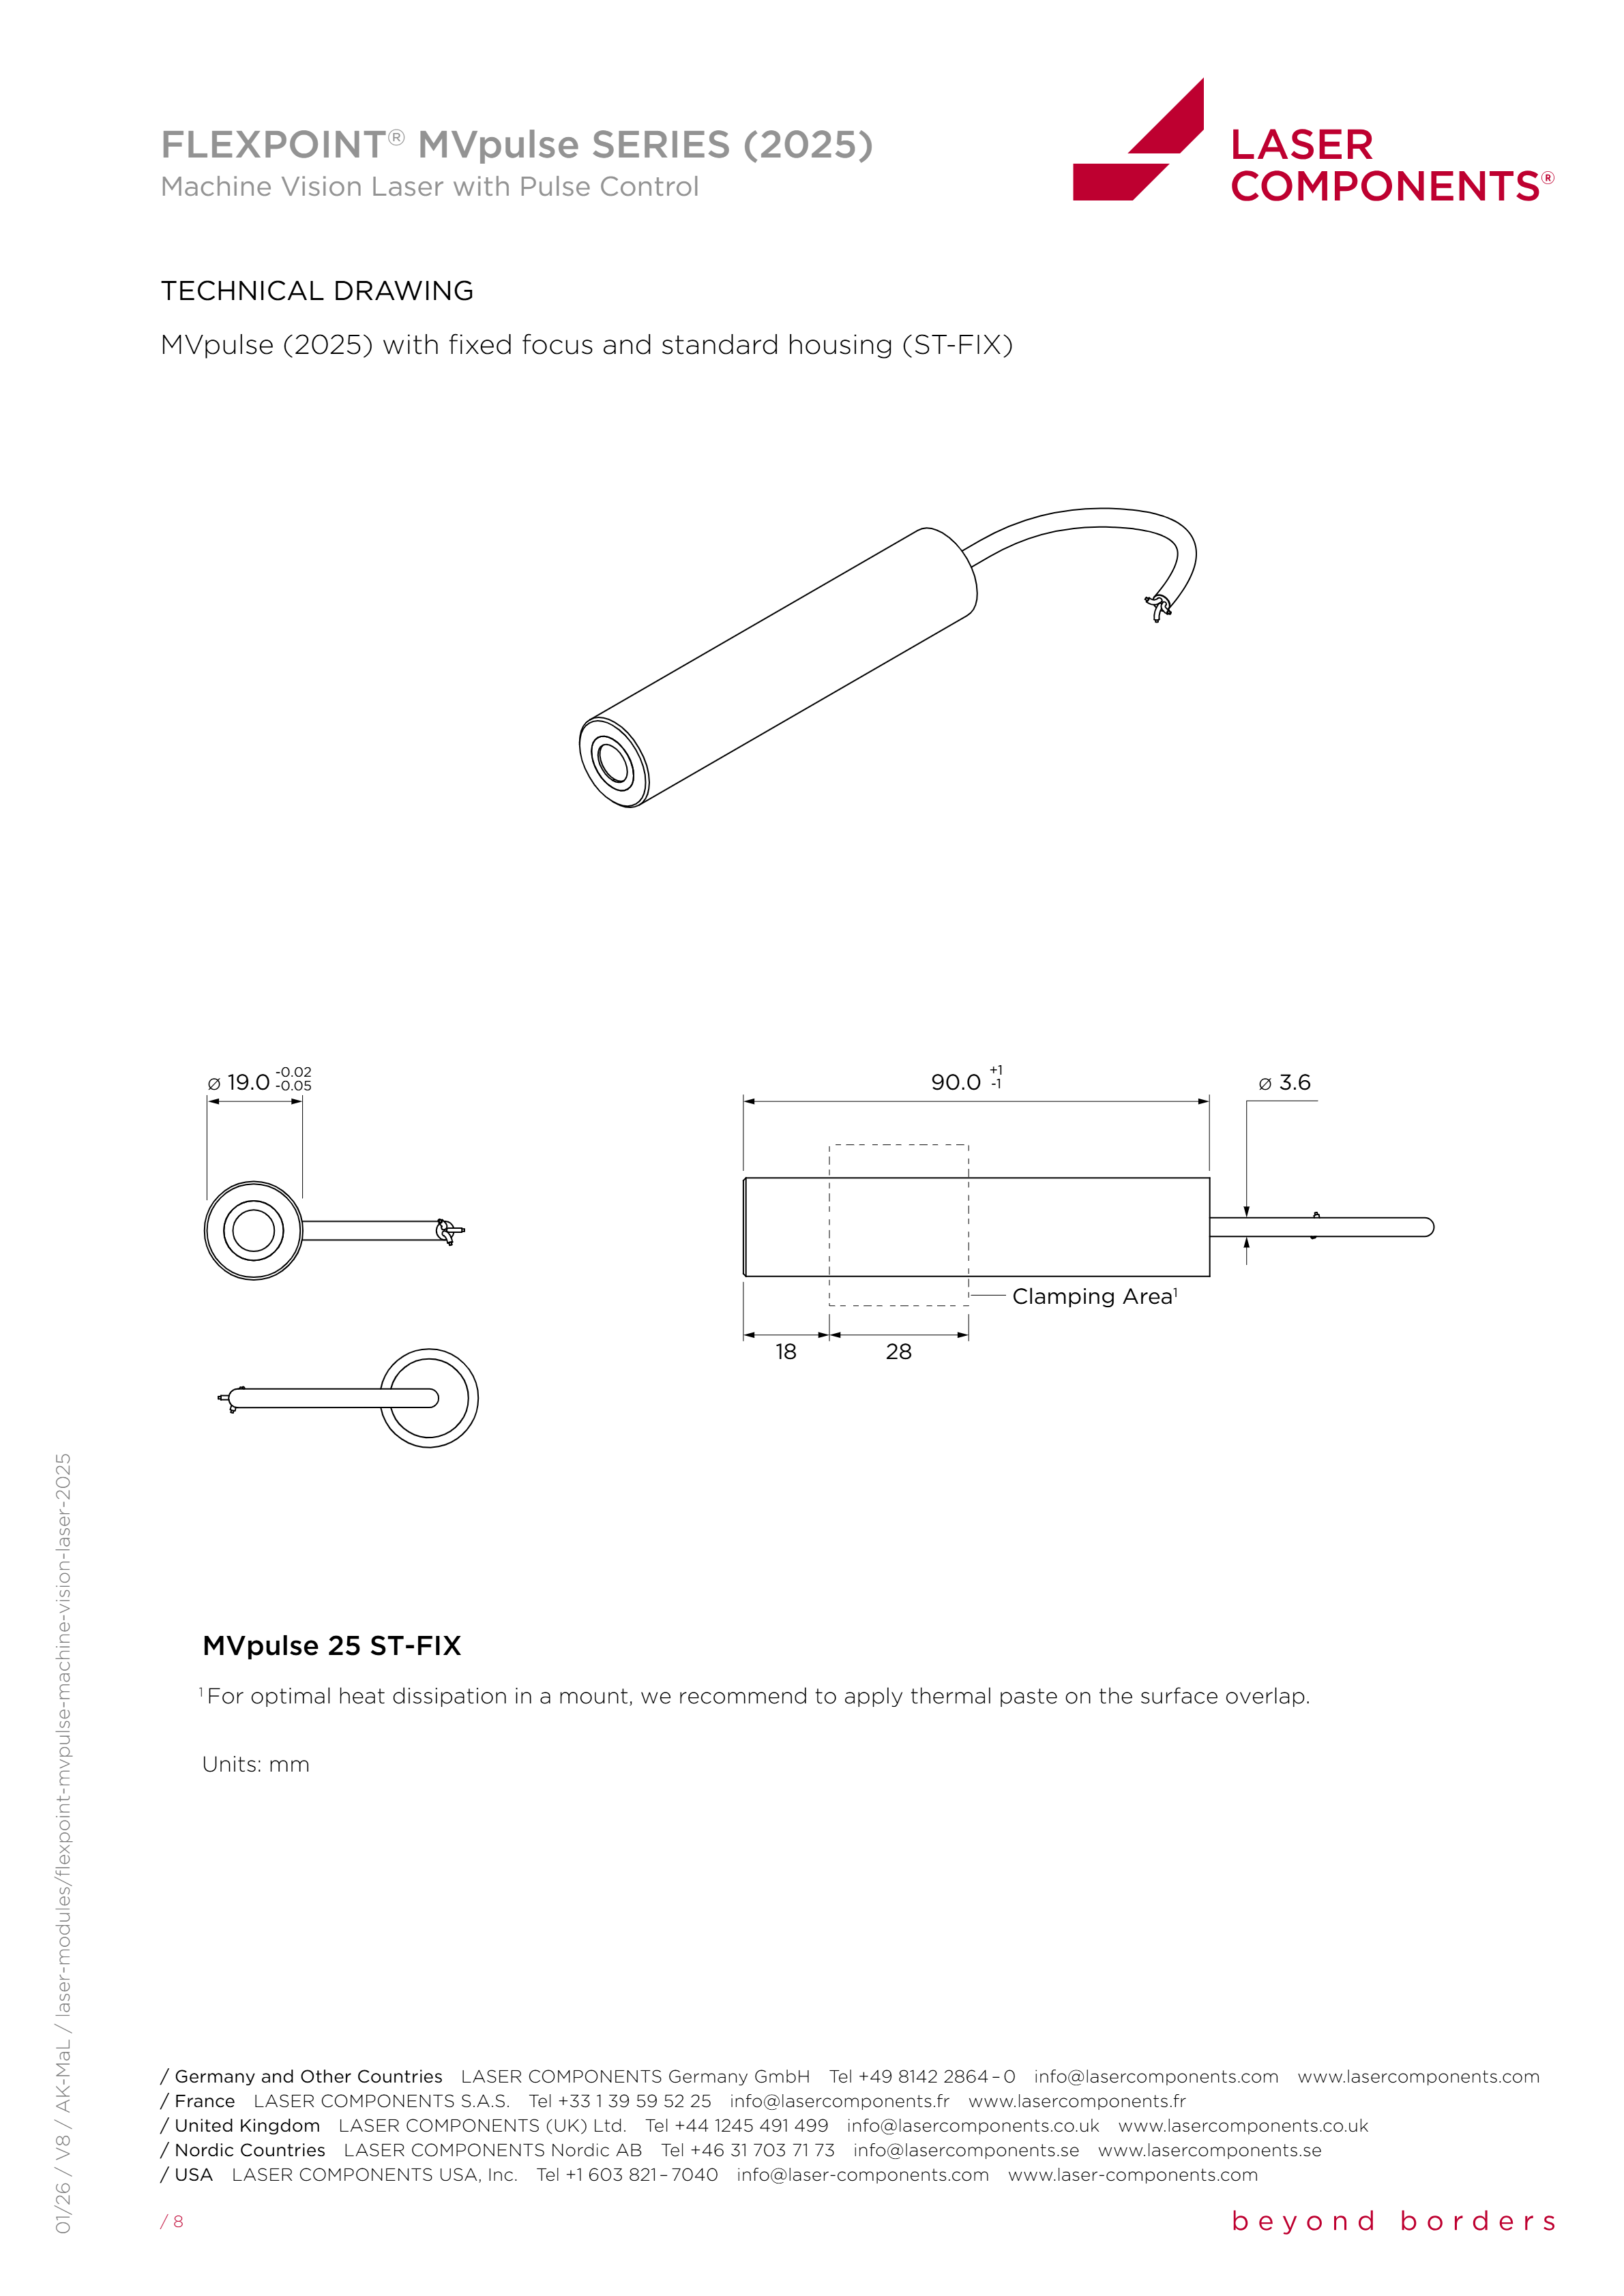 FLEXPOINT® MVpulse SERIES (2025)
Machine Vision Laser with Pulse Control
LASER
COMPONENTS®
TECHNICAL DRAWING
MVpulse (2025) with fixed focus and standard housing (ST-FIX)
⌀ 19.0 -0.02 -0.05
90.0 +1 -1
⌀ 3.6
Clamping Area¹
18
28
MVpulse 25 ST-FIX
¹ For optimal heat dissipation in a mount, we recommend to apply thermal paste on the surface overlap.
Units: mm
01/26 / V8 / AK-MaL / laser-modules/flexpoint-mvpulse-machine-vision-laser-2025
/ Germany and Other Countries LASER COMPONENTS Germany GmbH Tel +49 8142 2864 – 0 info@lasercomponents.com www.lasercomponents.com
/ France LASER COMPONENTS S.A.S. Tel +33 1 39 59 52 25 info@lasercomponents.fr www.lasercomponents.fr
/ United Kingdom LASER COMPONENTS (UK) Ltd. Tel +44 1245 491 499 info@lasercomponents.co.uk www.lasercomponents.co.uk
/ Nordic Countries LASER COMPONENTS Nordic AB Tel +46 31 703 71 73 info@lasercomponents.se www.lasercomponents.se
/ USA LASER COMPONENTS USA, Inc. Tel +1 603 821 – 7040 info@laser-components.com www.laser-components.com
/ 8
beyond borders